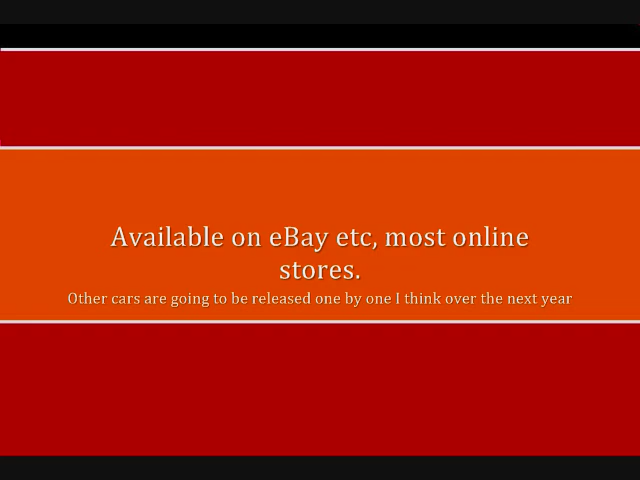 Available on eBay etc, most online
stores.
Other cars are going to be released one by one I think over the next year